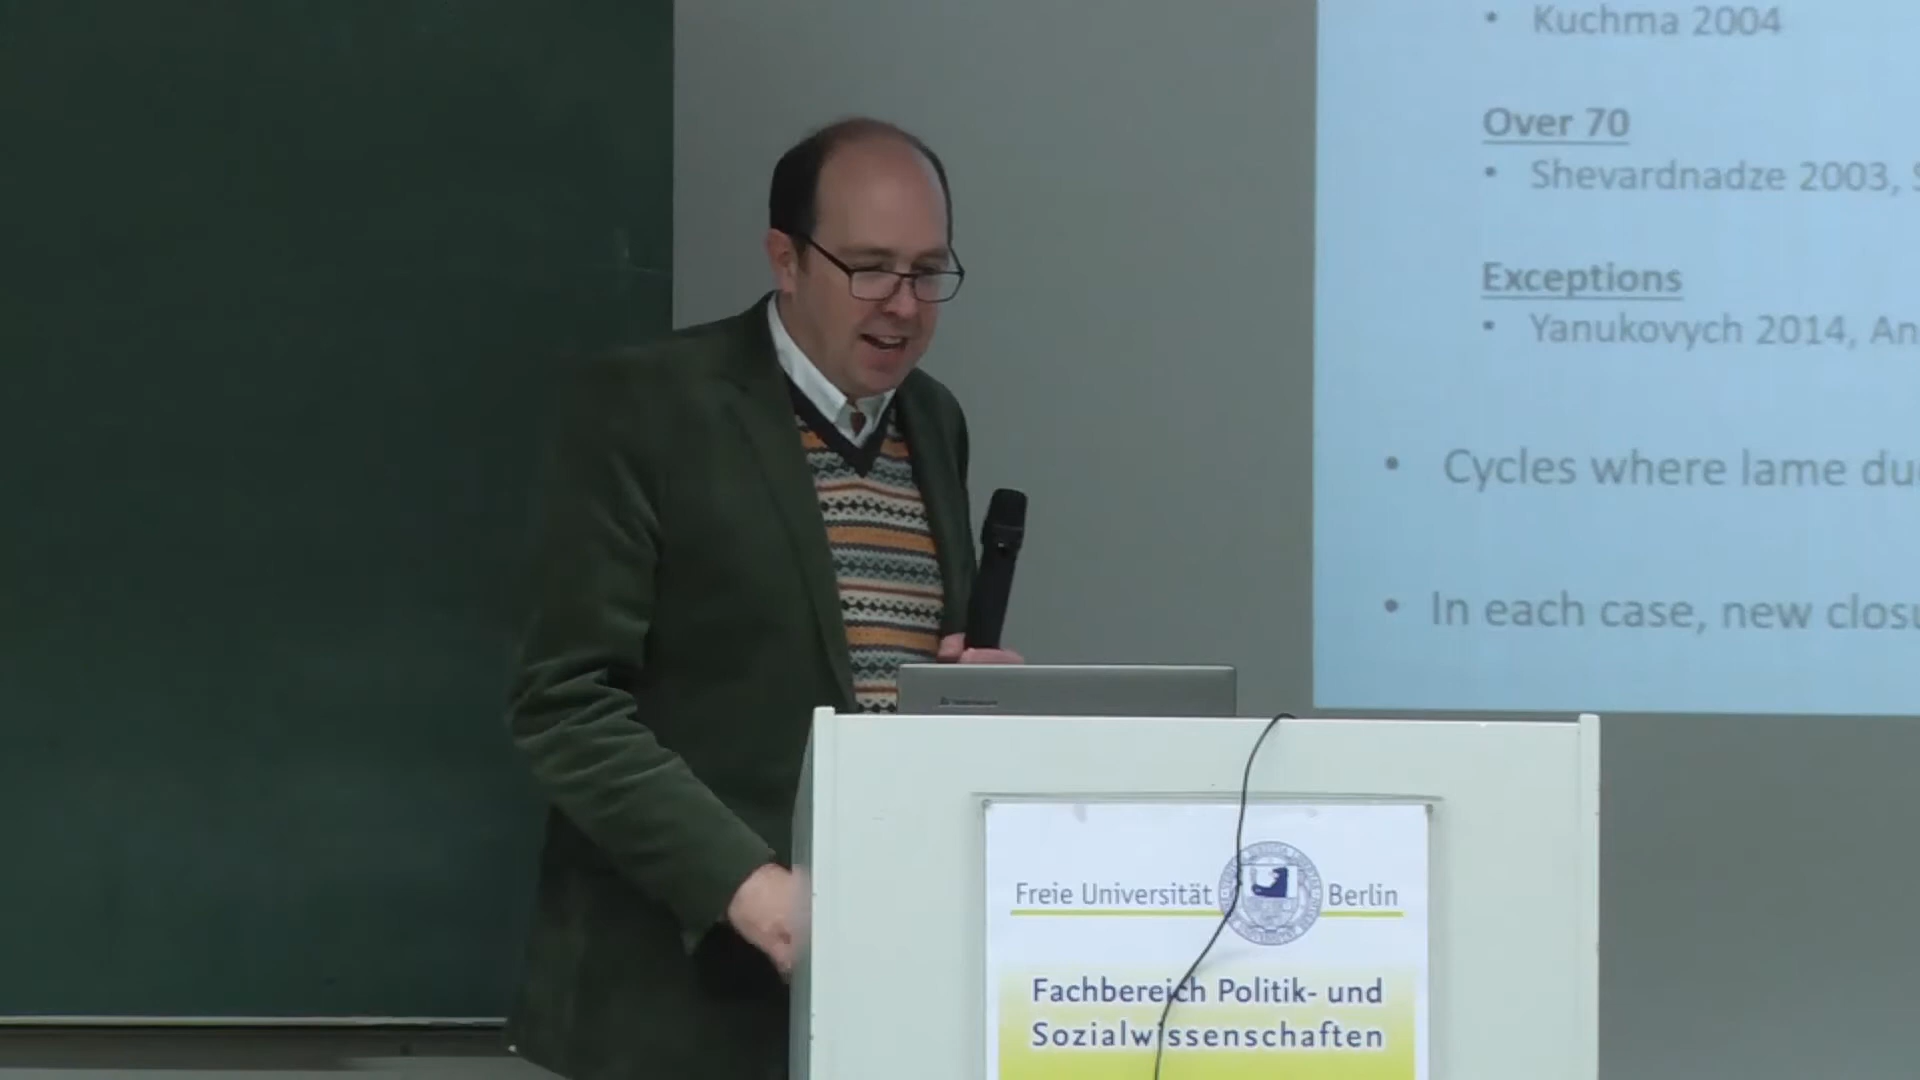 • Kuchma 2004
Over 70
• Shevardnadze 2003,
Exceptions
• Yanukovych 2014, An
• Cycles where lame du
• In each case, new clos
Freie Universität Berlin
Fachbereich Politik- und
Sozialwissenschaften